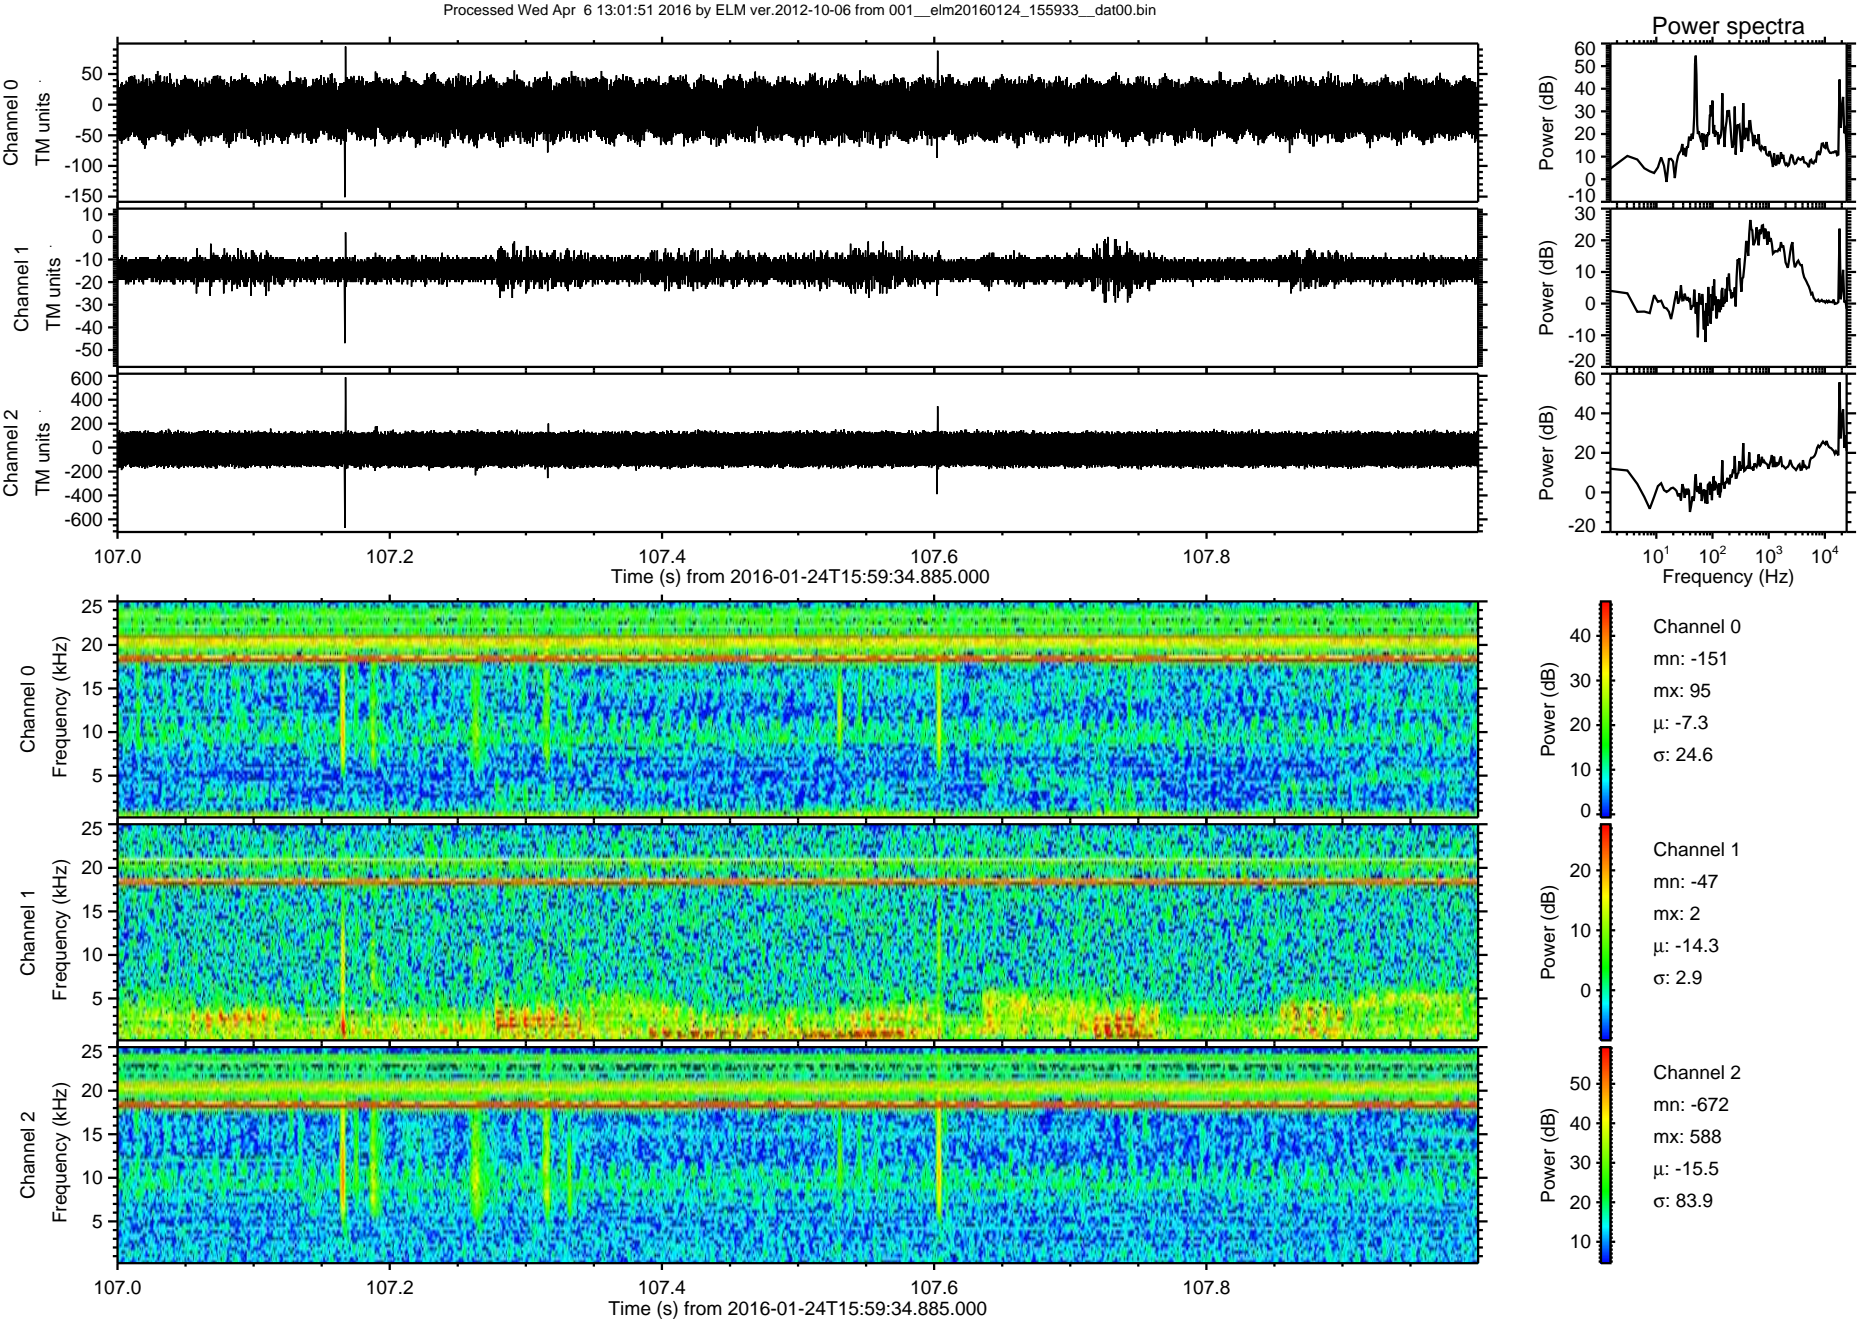 Processed Wed Apr  6 13:01:51 2016 by ELM ver.2012-10-06 from 001__elm20160124_155933__dat00.bin
Power spectra
Channel 0
TM units
50
0
-50
-100
-150
Power (dB)
60
50
40
30
20
10
0
-10
Channel 1
TM units
10
0
-10
-20
-30
-40
-50
Power (dB)
30
20
10
0
-10
-20
Channel 2
TM units
600
400
200
0
-200
-400
-600
Power (dB)
60
40
20
0
-20
107.0 107.2 107.4 107.6 107.8
Time (s) from 2016-01-24T15:59:34.885.000
10¹ 10² 10³ 10⁴
Frequency (Hz)
Channel 0
Frequency (kHz)
25
20
15
10
5
Power (dB)
40
30
20
10
0
Channel 0
mn: -151
mx: 95
μ: -7.3
σ: 24.6
Channel 1
Frequency (kHz)
25
20
15
10
5
Power (dB)
20
10
0
Channel 1
mn: -47
mx: 2
μ: -14.3
σ: 2.9
Channel 2
Frequency (kHz)
25
20
15
10
5
Power (dB)
50
40
30
20
10
Channel 2
mn: -672
mx: 588
μ: -15.5
σ: 83.9
107.0 107.2 107.4 107.6 107.8
Time (s) from 2016-01-24T15:59:34.885.000